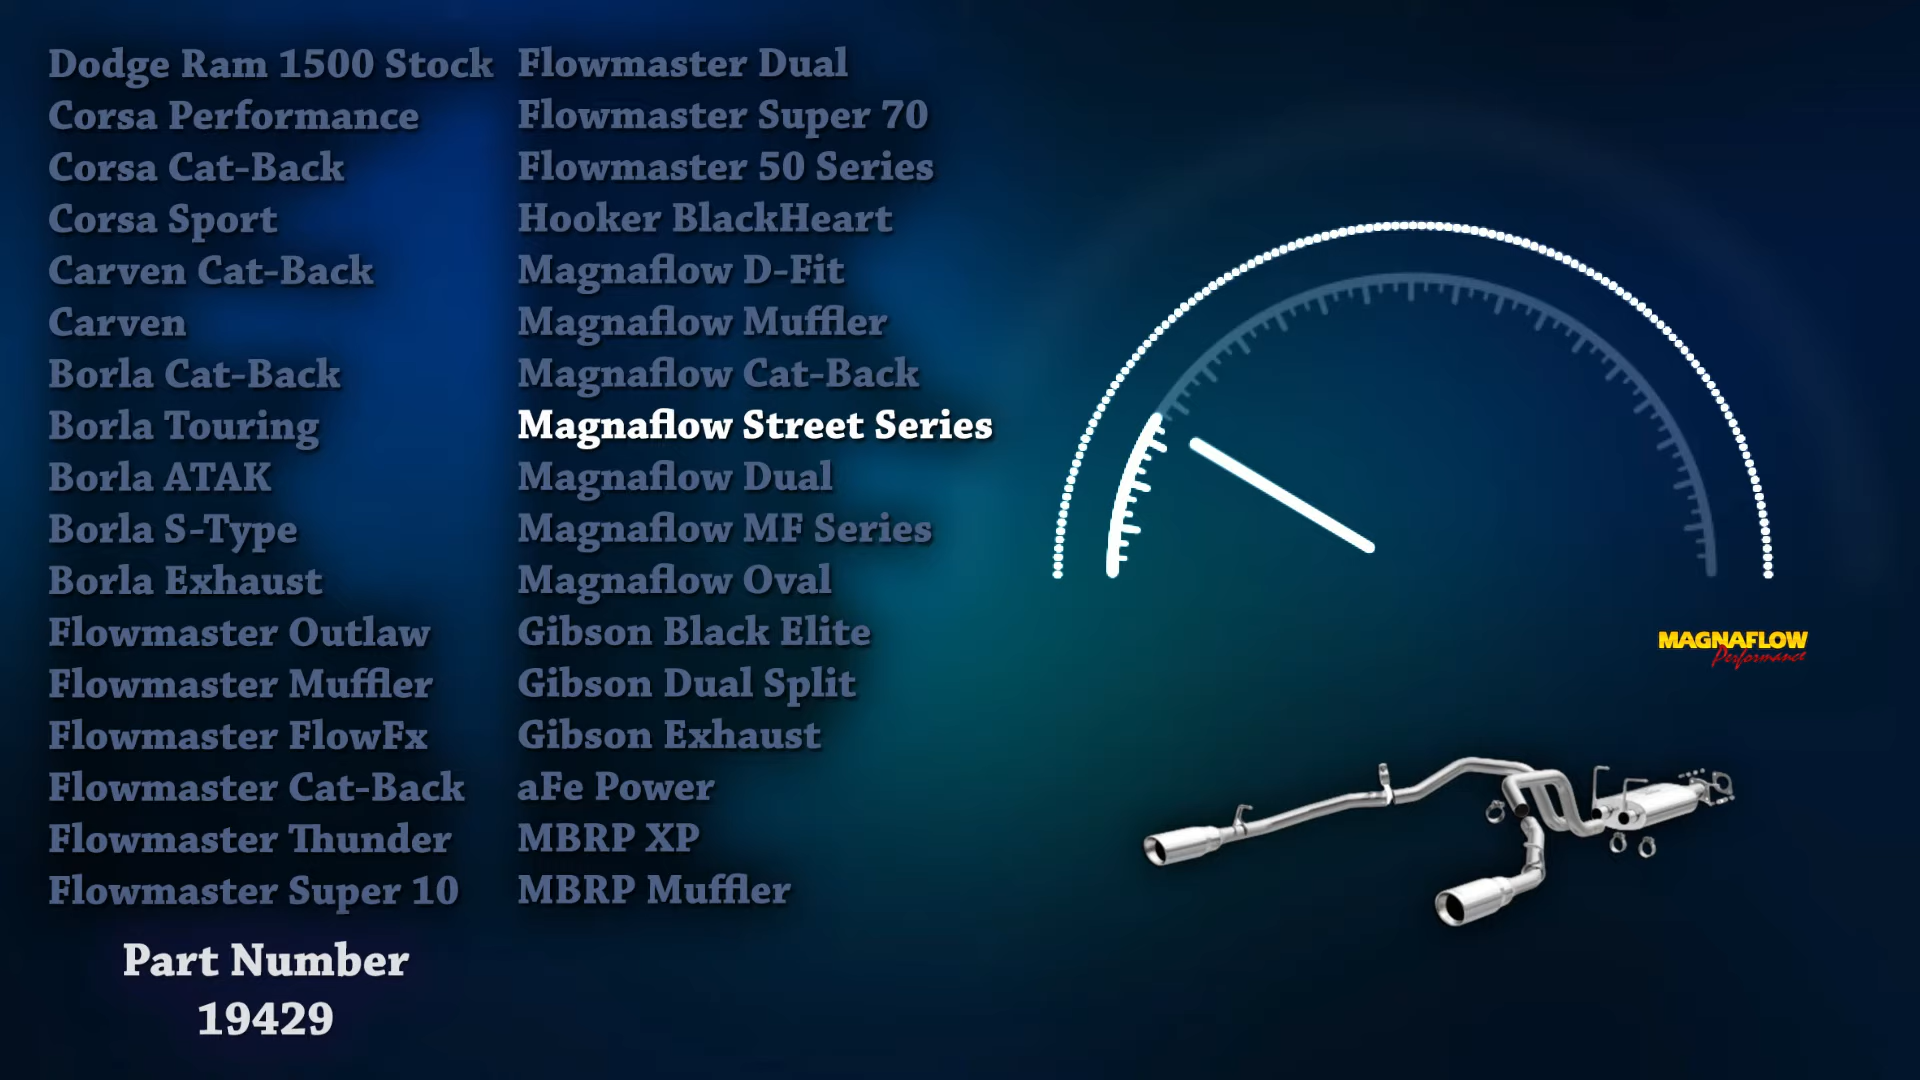 Dodge Ram 1500 Stock
Corsa Performance
Corsa Cat-Back
Corsa Sport
Carven Cat-Back
Carven
Borla Cat-Back
Borla Touring
Borla ATAK
Borla S-Type
Borla Exhaust
Flowmaster Outlaw
Flowmaster Muffler
Flowmaster FlowFx
Flowmaster Cat-Back
Flowmaster Thunder
Flowmaster Super 10
Flowmaster Dual
Flowmaster Super 70
Flowmaster 50 Series
Hooker BlackHeart
Magnaflow D-Fit
Magnaflow Muffler
Magnaflow Cat-Back
Magnaflow Street Series
Magnaflow Dual
Magnaflow MF Series
Magnaflow Oval
Gibson Black Elite
Gibson Dual Split
Gibson Exhaust
aFe Power
MBRP XP
MBRP Muffler
Part Number
19429
MAGNAFLOW
Performance